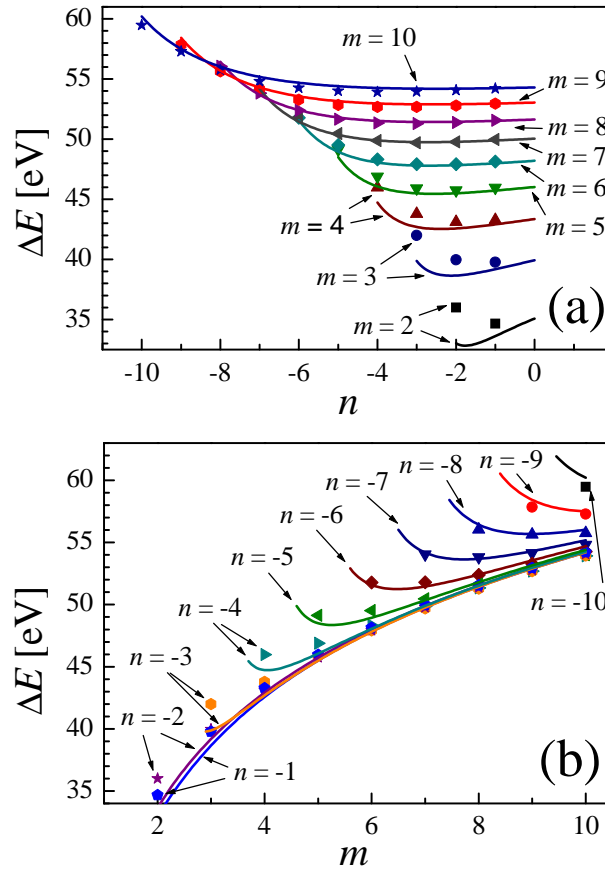 60
55
50
45
40
35
ΔE [eV]
m = 10
m = 9
m = 8
m = 7
m = 6
m = 5
m = 4
m = 3
m = 2
(a)
-10 -8 -6 -4 -2 0
n
60
55
50
45
40
35
ΔE [eV]
n = -9
n = -8
n = -7
n = -6
n = -5
n = -4
n = -3
n = -2
n = -1
n = -10
(b)
2 4 6 8 10
m